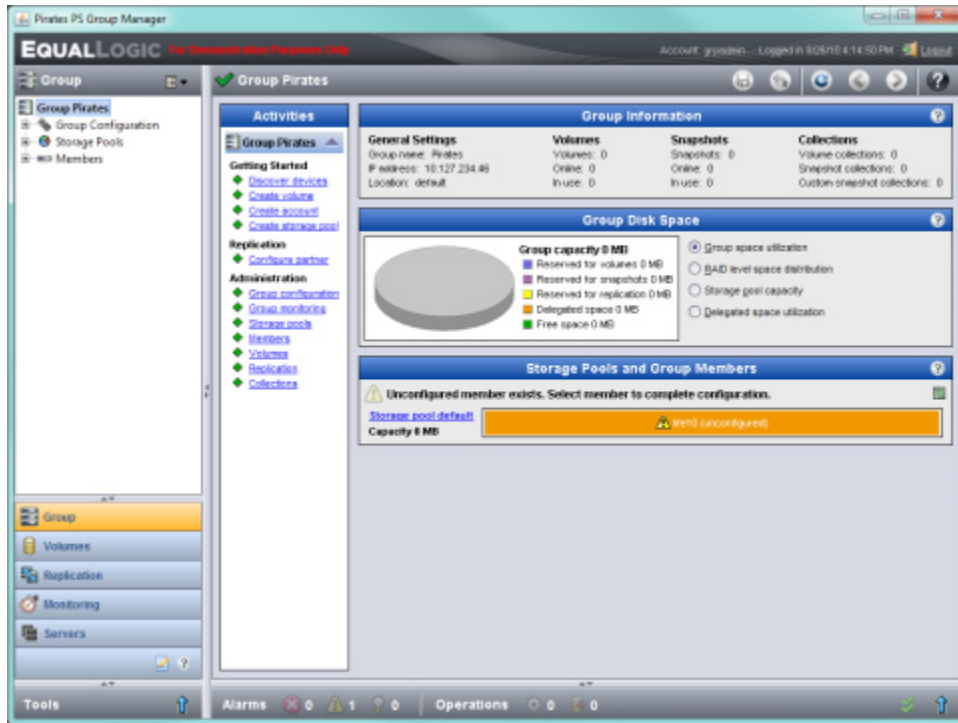 Pirates PS Group Manager
EQUALLOGIC For Demonstration Purposes Only
Account: grpadmin Logged in 8/26/10 4:14:50 PM Logout
Group
Group Pirates
Group Pirates
Group Configuration
Storage Pools
Members
Activities
Group Pirates
Getting Started
Discover devices
Create volume
Create account
Create storage pool
Replication
Configure partner
Administration
Group configuration
Group monitoring
Storage pools
Members
Volumes
Replication
Collections
Group Information
General Settings
Group name: Pirates
IP address: 10.127.234.46
Location: default
Volumes
Volumes: 0
Online: 0
In use: 0
Snapshots
Snapshots: 0
Online: 0
In use: 0
Collections
Volume collections: 0
Snapshot collections: 0
Custom snapshot collections: 0
Group Disk Space
Group capacity 0 MB
Reserved for volumes 0 MB
Reserved for snapshots 0 MB
Reserved for replication 0 MB
Delegated space 0 MB
Free space 0 MB
Group space utilization
RAID level space distribution
Storage pool capacity
Delegated space utilization
Storage Pools and Group Members
Unconfigured member exists. Select member to complete configuration.
Storage pool default
Capacity 0 MB
(unconfigured)
Group
Volumes
Replication
Monitoring
Servers
Tools
Alarms 0 1 0 Operations 0 0